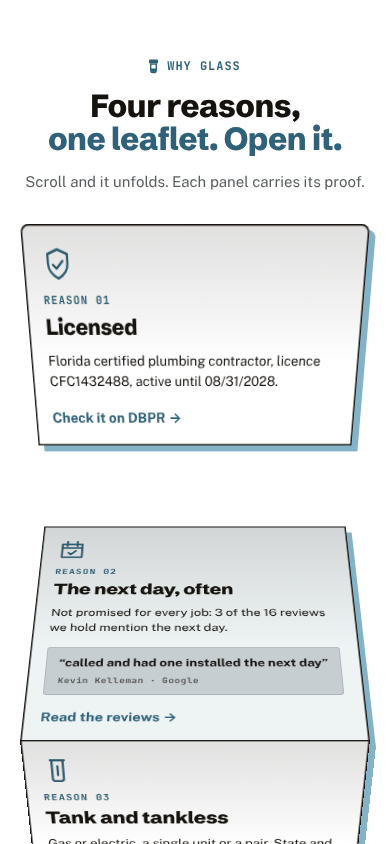 WHY GLASS
Four reasons,
one leaflet. Open it.
Scroll and it unfolds. Each panel carries its proof.
REASON 01
Licensed
Florida certified plumbing contractor, licence
CFC1432488, active until 08/31/2028.
Check it on DBPR →
REASON 02
The next day, often
Not promised for every job: 3 of the 16 reviews
we hold mention the next day.
“called and had one installed the next day”
Kevin Kelleman · Google
Read the reviews →
REASON 03
Tank and tankless
Gas or electric, a single unit or a pair. State and